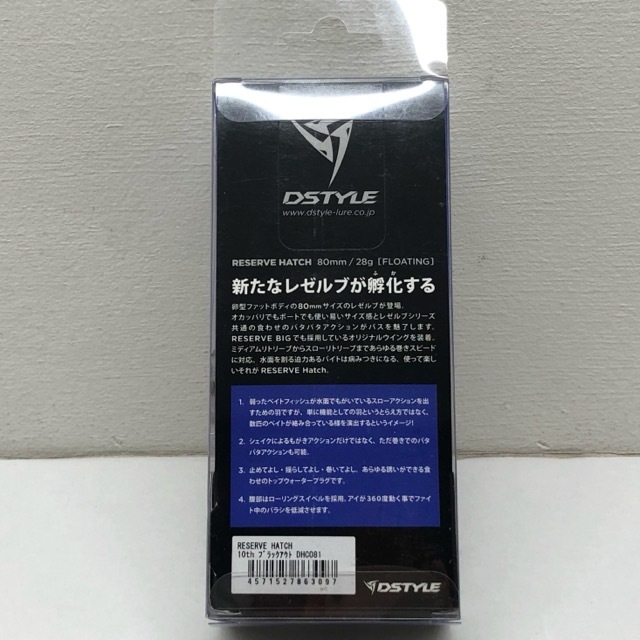 DSTYLE
www.dstyle-lure.co.jp
RESERVE HATCH 80mm / 28g [FLOATING]
新たなレゼルブが孵化する
ふか
卵型ファットボディの80mmサイズのレゼルブが登場。
オカッパリでもボートでも使い易いサイズ感とレゼルブシリーズ
共通の食わせのパタパタアクションがバスを魅了します。
RESERVE BIGでも採用しているオリジナルウイングを装着。
ミディアムリトリーブからスローリトリーブまであらゆる巻きスピード
に対応、水面を割る迫力あるバイトは病みつきになる、使って楽し
いそれが RESERVE Hatch.
1. 弱ったベイトフィッシュが水面でもがいているスローアクションを出
すための羽ですが、単に機能としての羽というとらえ方ではなく、
数匹のベイトが絡み合っている様を演出するというイメージ!
2. シェイクによるもがきアクションだけではなく、ただ巻きでのパタ
パタアクションも可能。
3. 止めてよし・揺らしてよし・巻いてよし、あらゆる誘いができる食
わせのトップウォータープラグです。
4. 腹部はローリングスイベルを採用。アイが360度動く事でファイ
ト中のバラシを低減させます。
RESERVE HATCH
10th ブラックアウト DHC081
4571527863097
DSTYLE